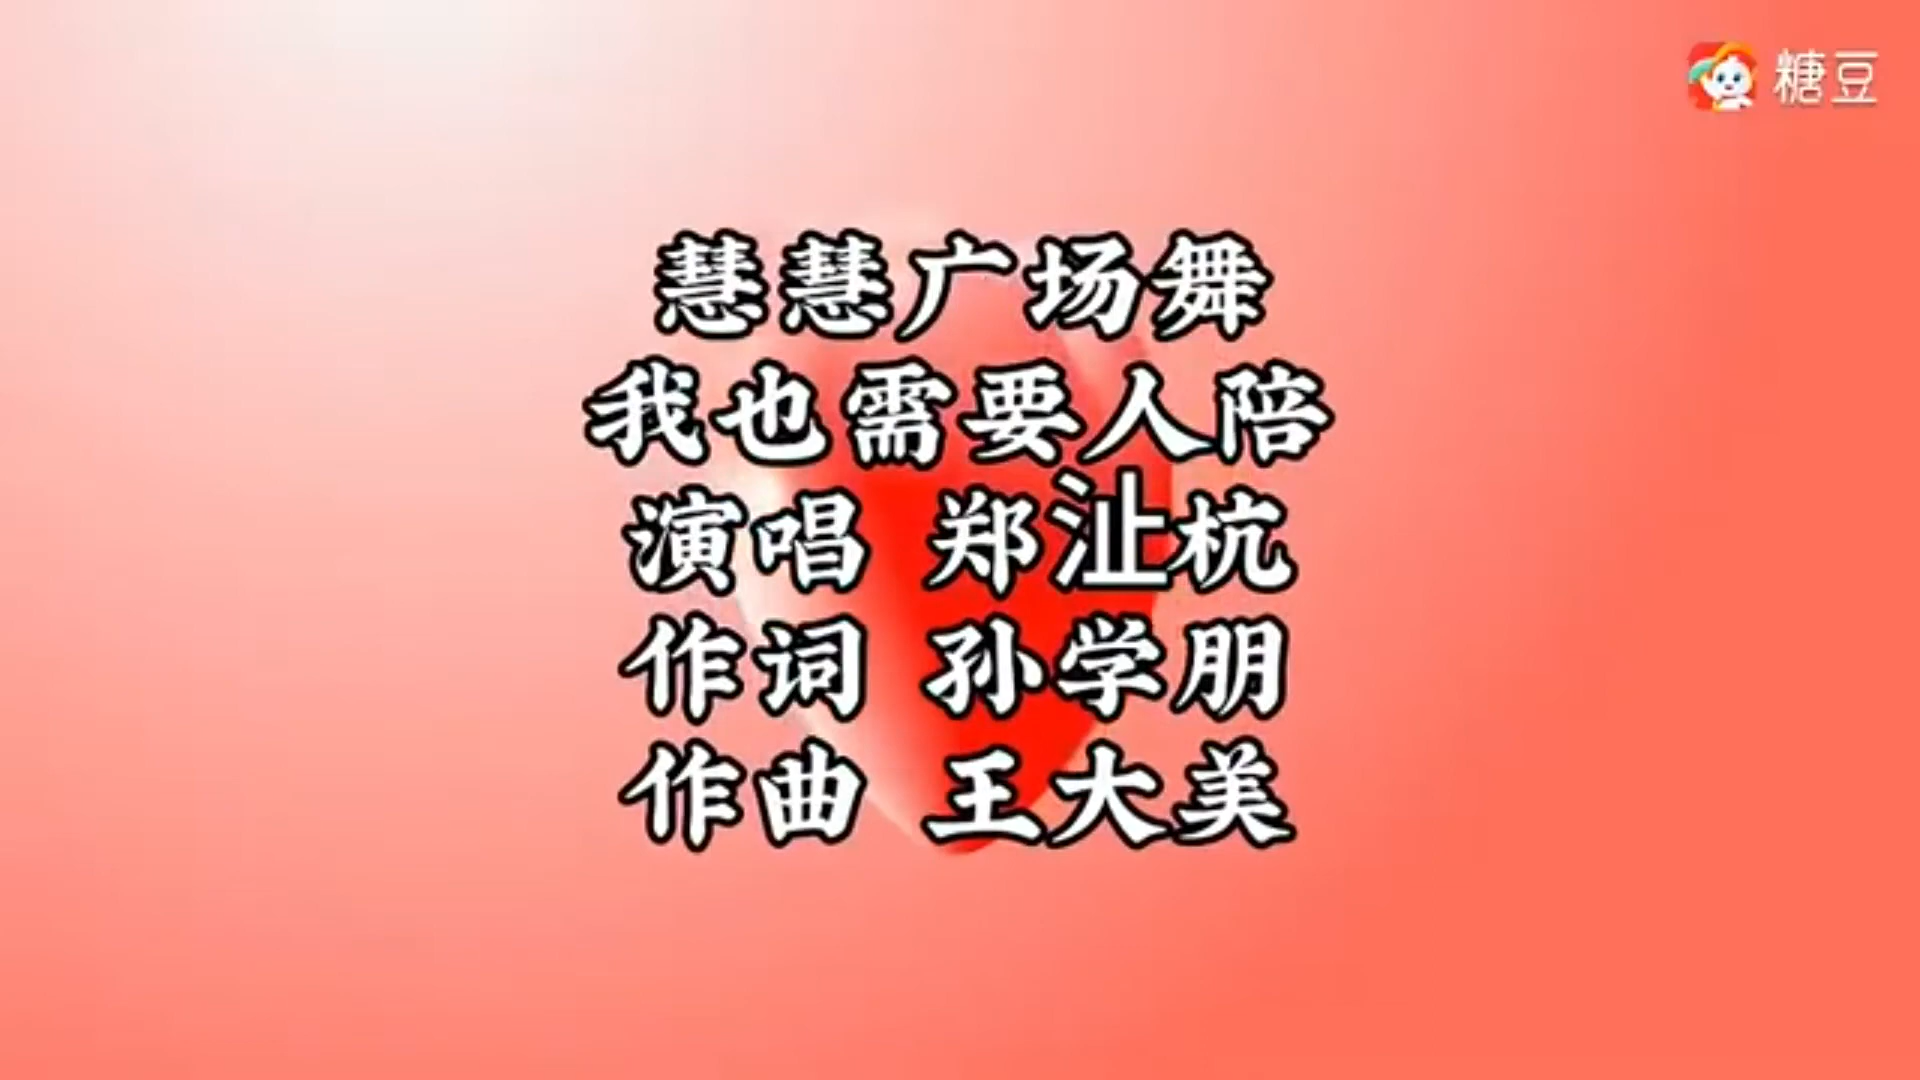 糖豆
慧慧广场舞
我也需要人陪
演唱 郑沚杭
作词 孙学朋
作曲 王大美